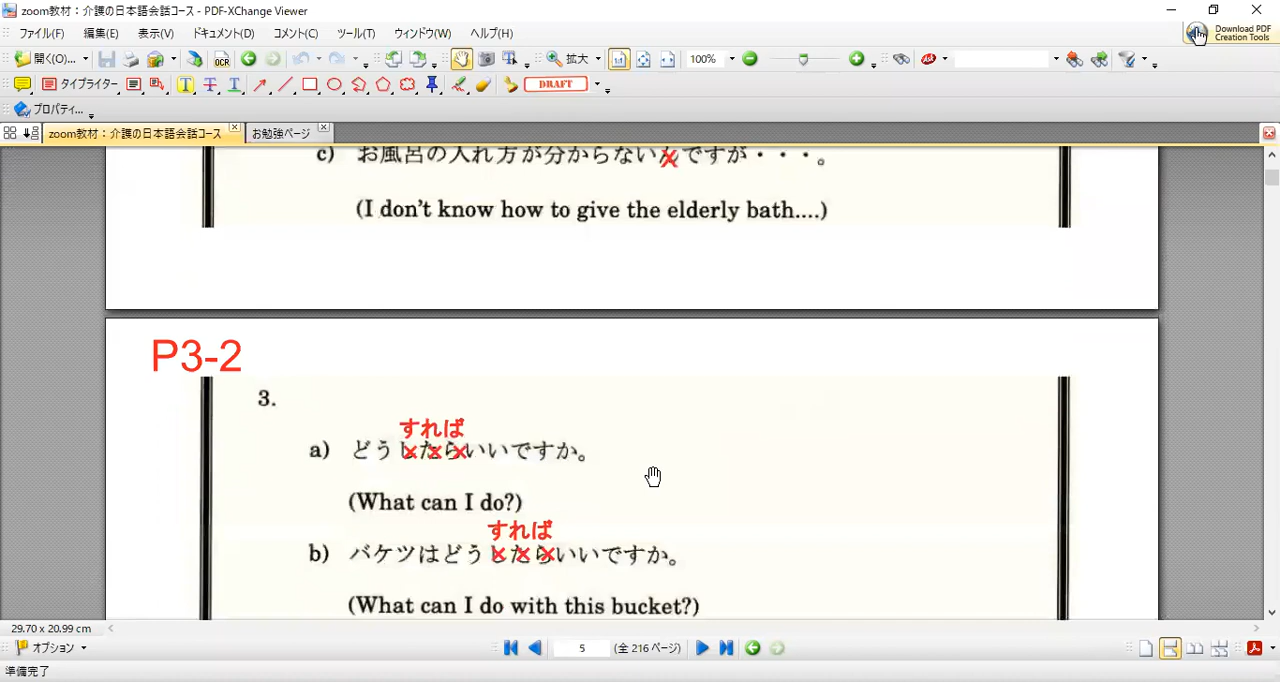 zoom教材：介護の日本語会話コース - PDF-XChange Viewer
ファイル(F) 編集(E) 表示(V) ドキュメント(D) コメント(C) ツール(T) ウィンドウ(W) ヘルプ(H)
Download PDF
Creation Tools
開く(O)... OCR 拡大 100%
タイプライター DRAFT
プロパティ...
zoom教材：介護の日本語会話コース お勉強ページ
c) お風呂の入れ方が分からないんですが・・・。
(I don't know how to give the elderly bath....)
P3-2
3.
すれば
a) どうしたらいいですか。
(What can I do?)
すれば
b) バケツはどうしたらいいですか。
(What can I do with this bucket?)
29.70 x 20.99 cm
オプション 5 (全 216 ページ)
準備完了